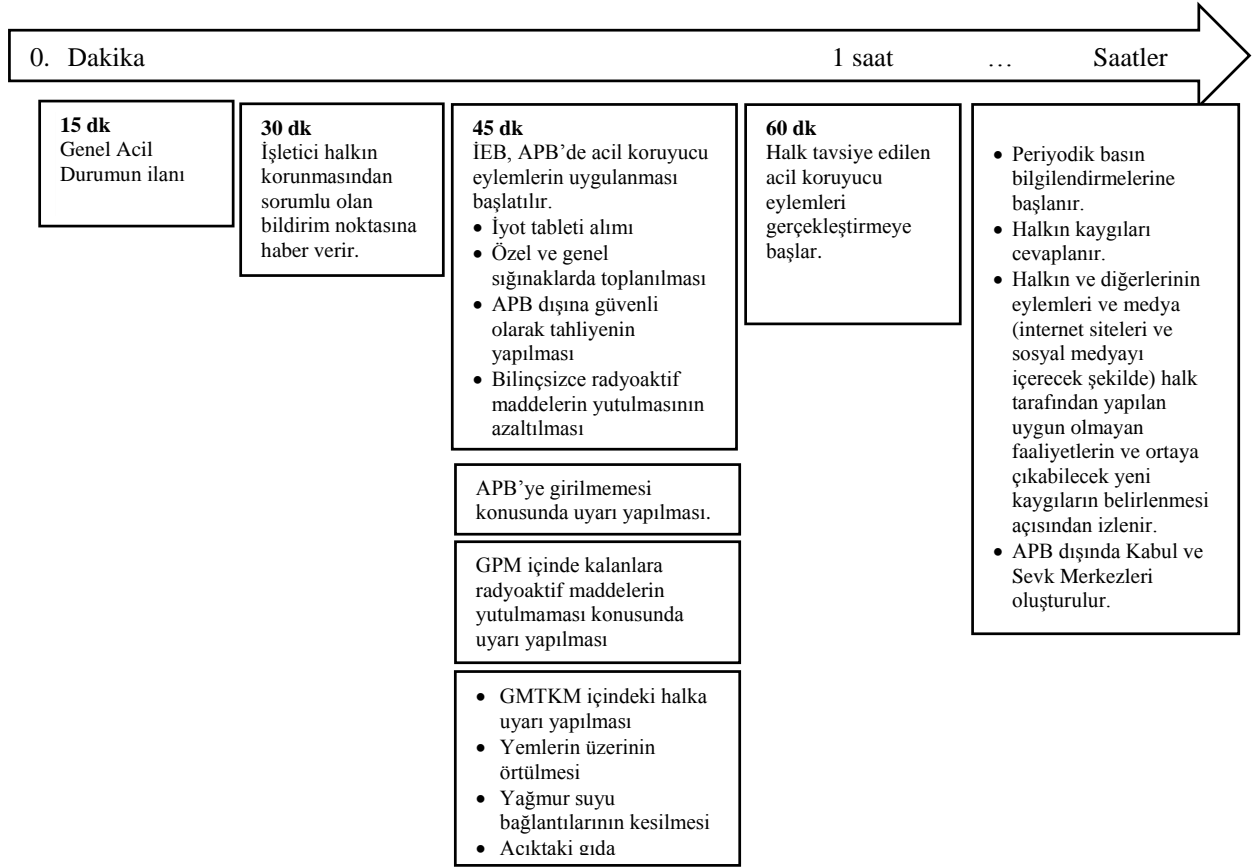 0. Dakika 1 saat … Saatler
15 dk
Genel Acil
Durumun ilanı
30 dk
İşletici halkın
korunmasından
sorumlu olan
bildirim noktasına
haber verir.
45 dk
İEB, APB’de acil koruyucu
eylemlerin uygulanması
başlatılır.
• İyot tableti alımı
• Özel ve genel
sığınaklarda toplanılması
• APB dışına güvenli
olarak tahliyenin
yapılması
• Bilinçsizce radyoaktif
maddelerin yutulmasının
azaltılması
APB’ye girilmemesi
konusunda uyarı yapılması.
GPM içinde kalanlara
radyoaktif maddelerin
yutulmaması konusunda
uyarı yapılması
• GMTKM içindeki halka
uyarı yapılması
• Yemlerin üzerinin
örtülmesi
• Yağmur suyu
bağlantılarının kesilmesi
• Açıktaki gıda
60 dk
Halk tavsiye edilen
acil koruyucu
eylemleri
gerçekleştirmeye
başlar.
• Periyodik basın
bilgilendirmelerine
başlanır.
• Halkın kaygıları
cevaplanır.
• Halkın ve diğerlerinin
eylemleri ve medya
(internet siteleri ve
sosyal medyayı
içerecek şekilde) halk
tarafından yapılan
uygun olmayan
faaliyetlerin ve ortaya
çıkabilecek yeni
kaygıların belirlenmesi
açısından izlenir.
• APB dışında Kabul ve
Sevk Merkezleri
oluşturulur.